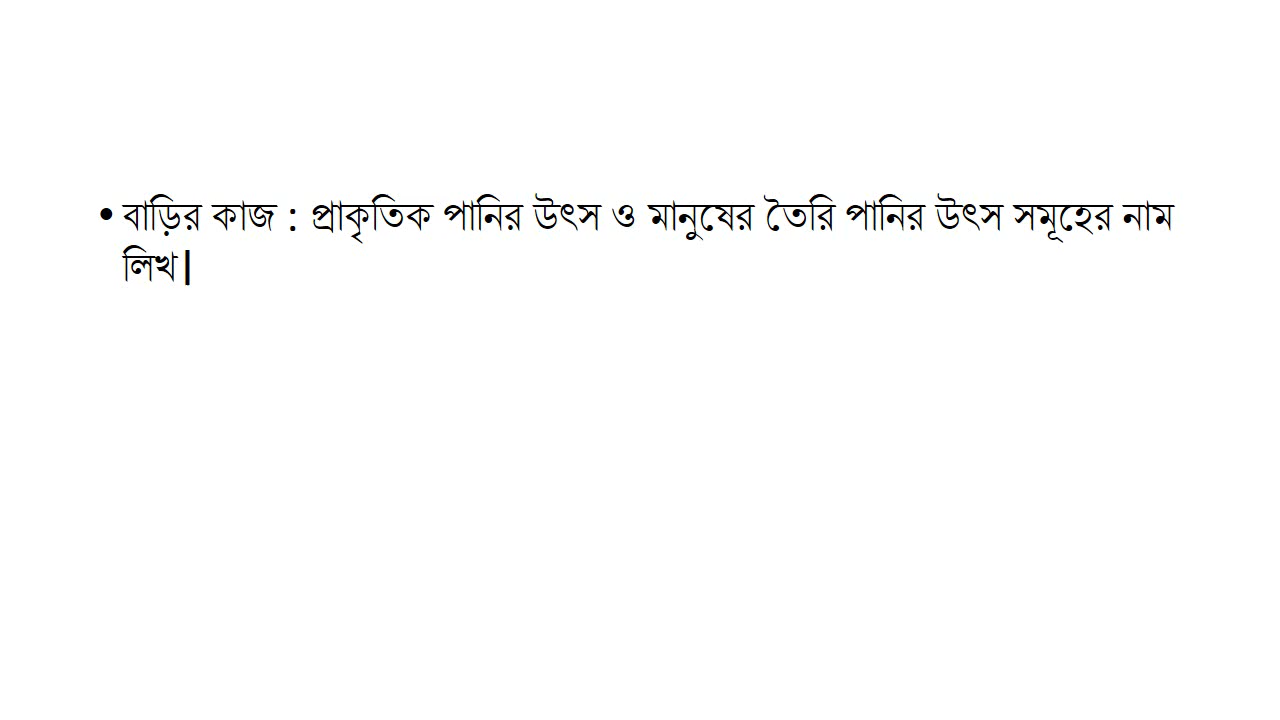 • বাড়ির কাজ : প্রাকৃতিক পানির উৎস ও মানুষের তৈরি পানির উৎস সমূহের নাম
লিখ।